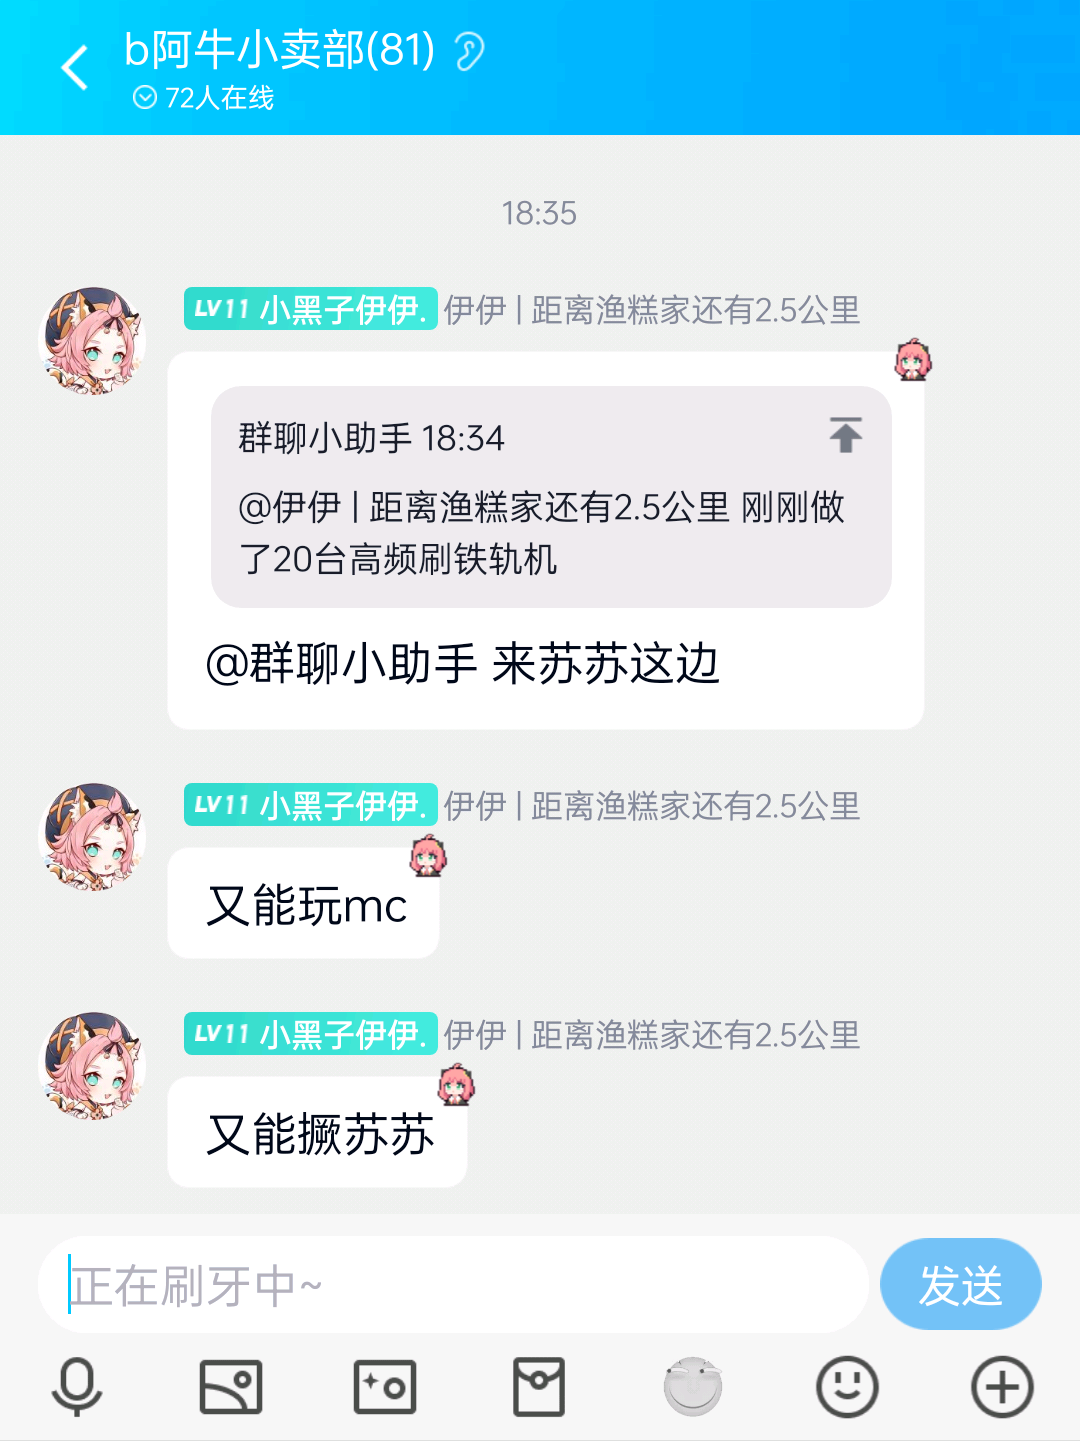 b阿牛小卖部(81)
72人在线
18:35
LV11 小黑子伊伊. 伊伊 | 距离渔糕家还有2.5公里
群聊小助手 18:34
@伊伊 | 距离渔糕家还有2.5公里 刚刚做
了20台高频刷铁轨机
@群聊小助手 来苏苏这边
LV11 小黑子伊伊. 伊伊 | 距离渔糕家还有2.5公里
又能玩mc
LV11 小黑子伊伊. 伊伊 | 距离渔糕家还有2.5公里
又能撅苏苏
正在刷牙中~
发送